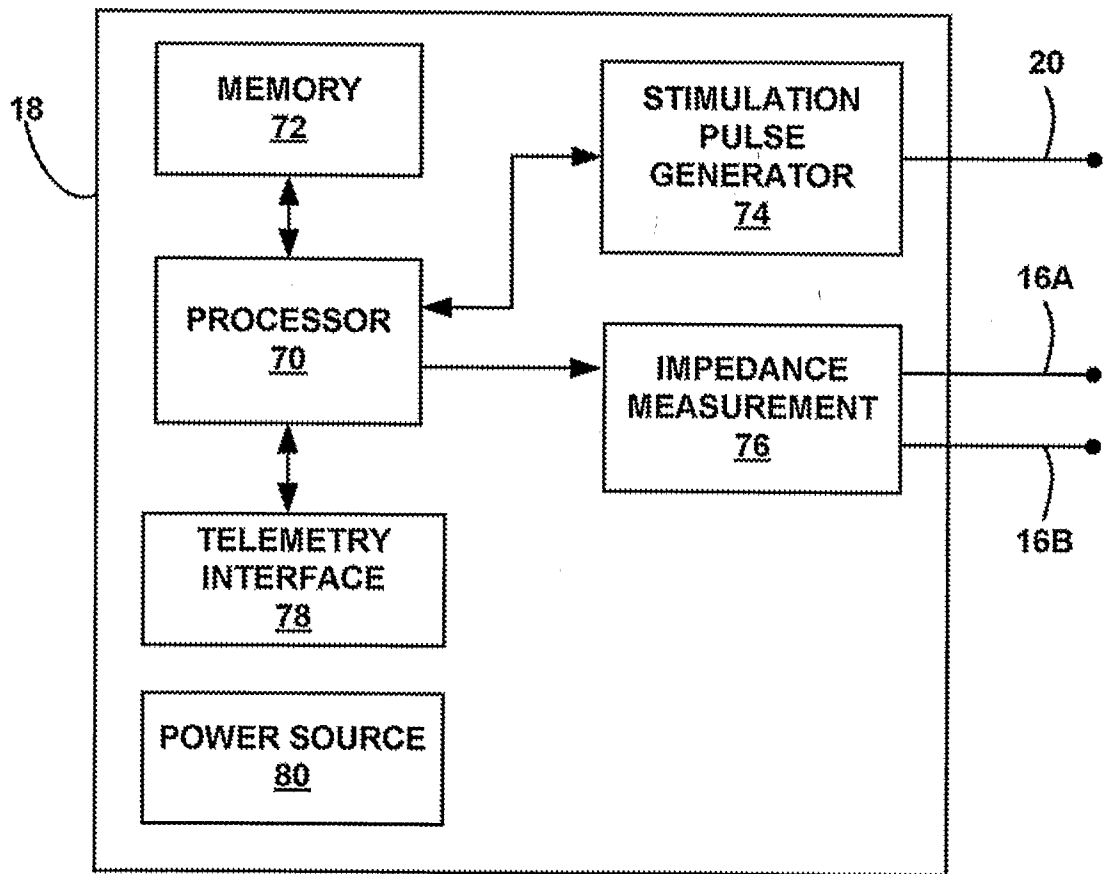 18
MEMORY
72
PROCESSOR
70
TELEMETRY
INTERFACE
78
POWER SOURCE
80
STIMULATION
PULSE
GENERATOR
74
IMPEDANCE
MEASUREMENT
76
20
16A
16B